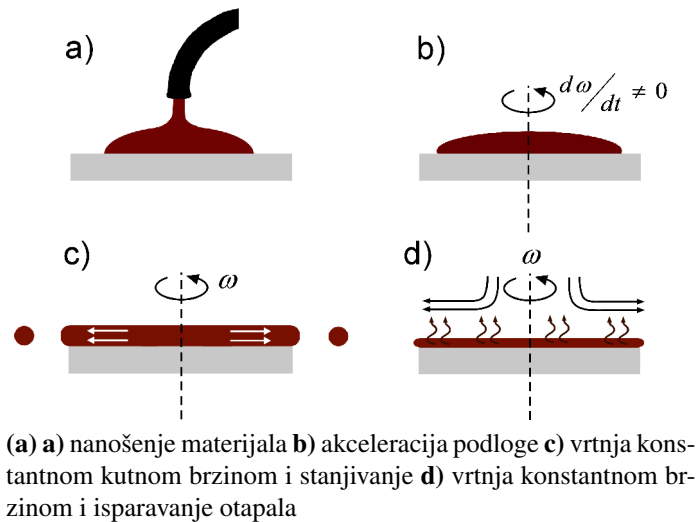 a)
b)
dω/dt ≠ 0
c)
ω
d)
ω
(a) a) nanošenje materijala b) akceleracija podloge c) vrtnja kons-
tantnom kutnom brzinom i stanjivanje d) vrtnja konstantnom br-
zinom i isparavanje otapala